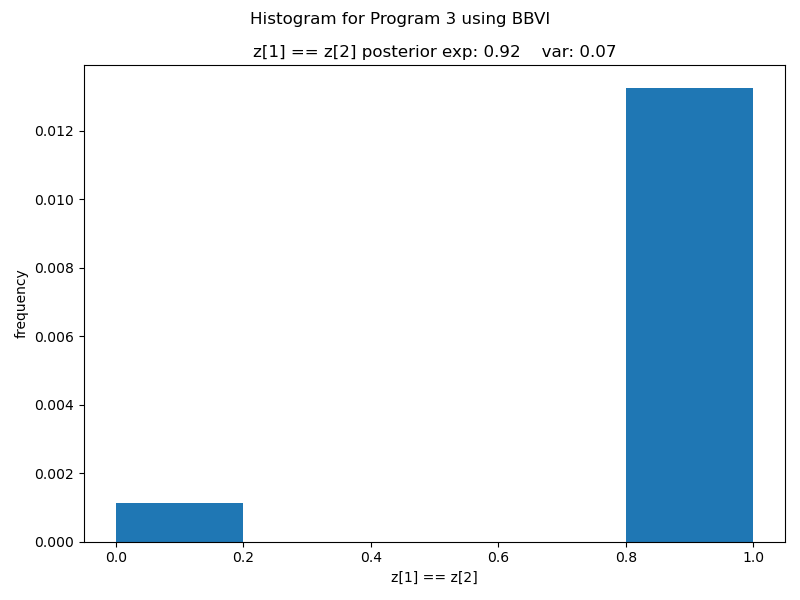 Histogram for Program 3 using BBVI
z[1] == z[2] posterior exp: 0.92    var: 0.07
0.012
0.010
0.008
0.006
0.004
0.002
0.000
frequency
0.0 0.2 0.4 0.6 0.8 1.0
z[1] == z[2]